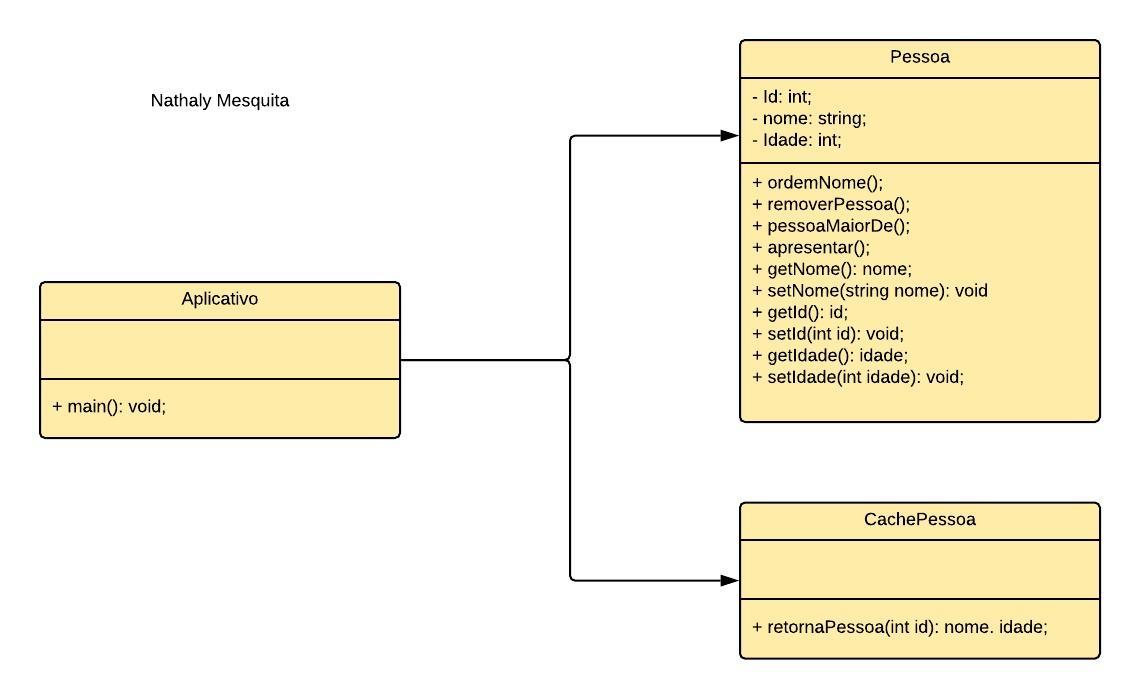 Nathaly Mesquita
Aplicativo
+ main(): void;
Pessoa
- Id: int;
- nome: string;
- Idade: int;
+ ordemNome();
+ removerPessoa();
+ pessoaMaiorDe();
+ apresentar();
+ getNome(): nome;
+ setNome(string nome): void
+ getId(): id;
+ setId(int id): void;
+ getIdade(): idade;
+ setIdade(int idade): void;
CachePessoa
+ retornaPessoa(int id): nome. idade;